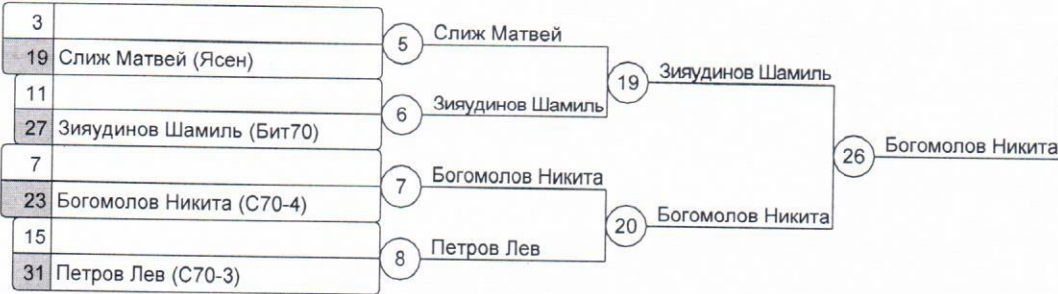 3
19 Слиж Матвей (Ясен)
11
27 Зияудинов Шамиль (Бит70)
7
23 Богомолов Никита (С70-4)
15
31 Петров Лев (С70-3)
5 Слиж Матвей
6 Зияудинов Шамиль
7 Богомолов Никита
8 Петров Лев
19 Зияудинов Шамиль
20 Богомолов Никита
26 Богомолов Никита